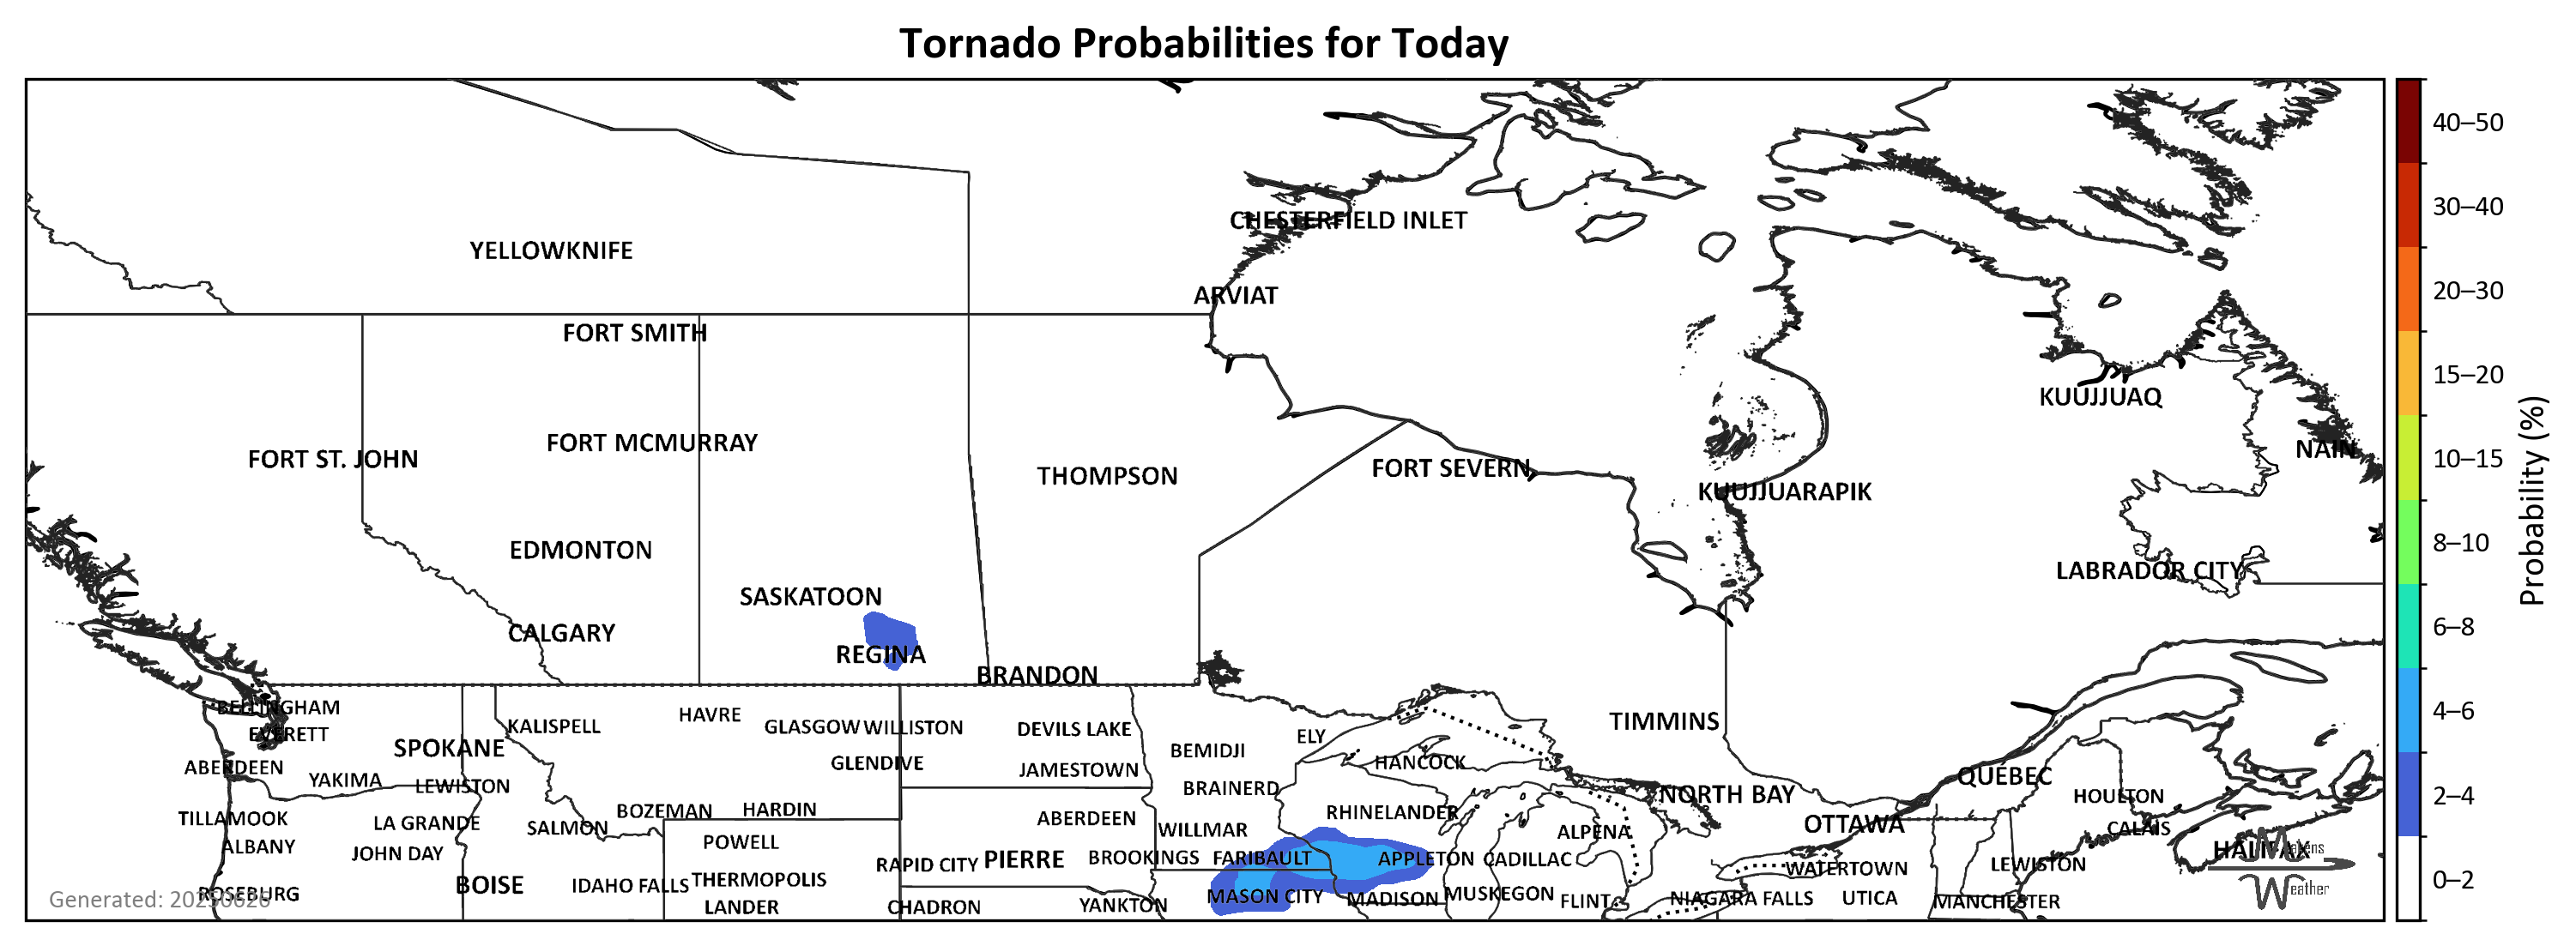 Tornado Probabilities for Today
CHESTERFIELD INLET
YELLOWKNIFE
ARVIAT
FORT SMITH
KUUJJUAQ
FORT MCMURRAY
NAIN
FORT ST. JOHN
FORT SEVERN
THOMPSON
KUUJJUARAPIK
EDMONTON
LABRADOR CITY
SASKATOON
CALGARY
REGINA
BRANDON
BELLINGHAM
HAVRE
TIMMINS
KALISPELL
GLASGOW WILLISTON
DEVILS LAKE
EVERETT
ELY
SPOKANE
BEMIDJI
GLENDIVE
HANCOCK
ABERDEEN
JAMESTOWN
QUÉBEC
YAKIMA
LEWISTON
BRAINERD
NORTH BAY
HOULTON
BOZEMAN
HARDIN
RHINELANDER
TILLAMOOK
ABERDEEN
LA GRANDE
SALMON
WILLMAR
ALPENA
OTTAWA
CALAIS
POWELL
ALBANY
JOHN DAY
HALIFAX
BROOKINGS
FARIBAULT
APPLETON
CADILLAC
PIERRE
RAPID CITY
WATERTOWN
LEWISTON
THERMOPOLIS
BOISE
IDAHO FALLS
ROSEBURG
MUSKEGON
MASON CITY
MADISON
NIAGARA FALLS
UTICA
FLINT
MANCHESTER
LANDER
CHADRON
YANKTON
Generated:
Weather
40–50
30–40
20–30
15–20
10–15
8–10
6–8
4–6
2–4
0–2
Probability (%)